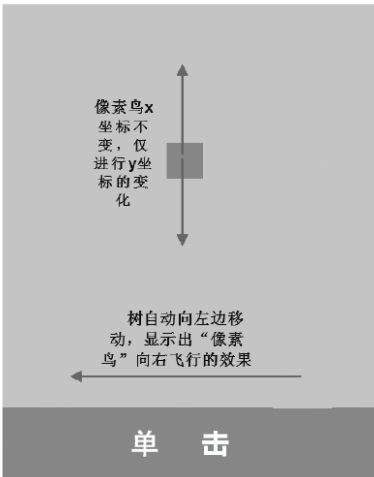 像素鸟x
坐标不
变，仅
进行y坐
标的变
化
树自动向左边移
动，显示出“像素
鸟”向右飞行的效果
单 击